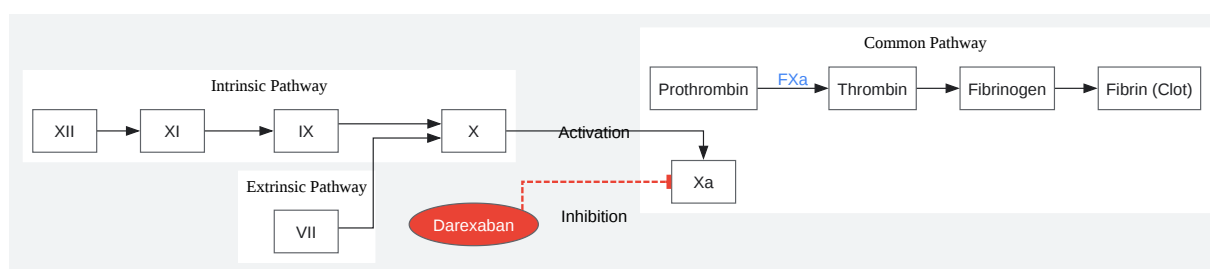 Common Pathway
Prothrombin
FXa
Thrombin
Fibrinogen
Fibrin (Clot)
Intrinsic Pathway
XII
XI
IX
X
Activation
Xa
Extrinsic Pathway
VII
Darexaban
Inhibition